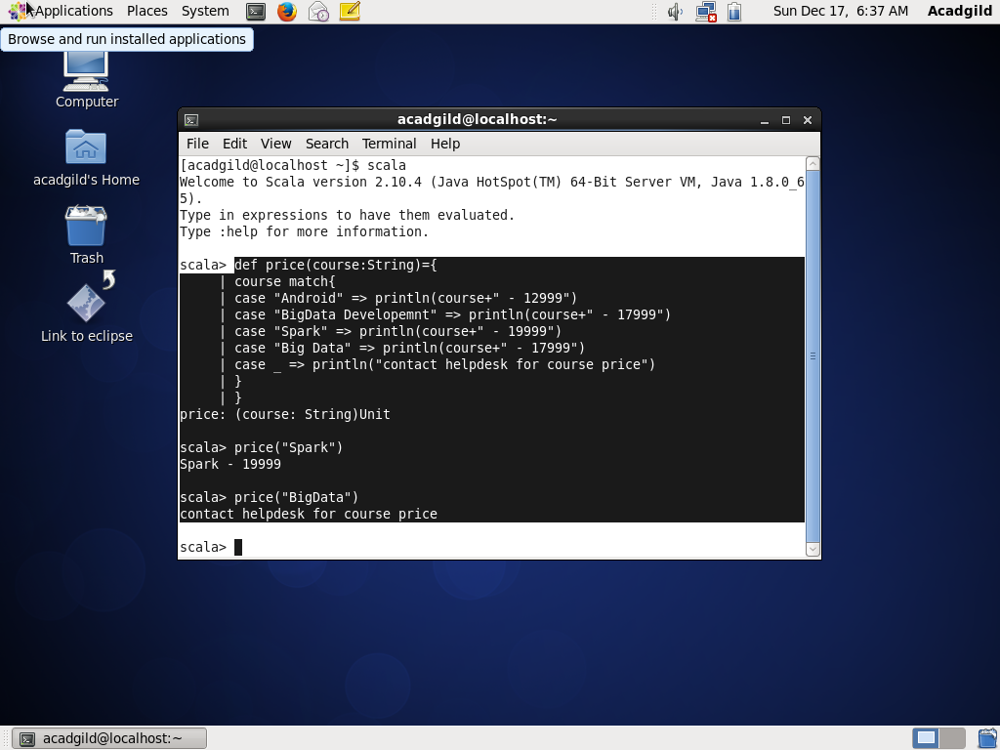 Applications Places System Sun Dec 17, 6:37 AM Acadgild
Browse and run installed applications
Computer
acadgild's Home
Trash
Link to eclipse
acadgild@localhost:~
File Edit View Search Terminal Help
[acadgild@localhost ~]$ scala
Welcome to Scala version 2.10.4 (Java HotSpot(TM) 64-Bit Server VM, Java 1.8.0_6
5).
Type in expressions to have them evaluated.
Type :help for more information.
scala> def price(course:String)={
| course match{
| case "Android" => println(course+" - 12999")
| case "BigData Developemnt" => println(course+" - 17999")
| case "Spark" => println(course+" - 19999")
| case "Big Data" => println(course+" - 17999")
| case _ => println("contact helpdesk for course price")
| }
| }
price: (course: String)Unit
scala> price("Spark")
Spark - 19999
scala> price("BigData")
contact helpdesk for course price
scala>
acadgild@localhost:~